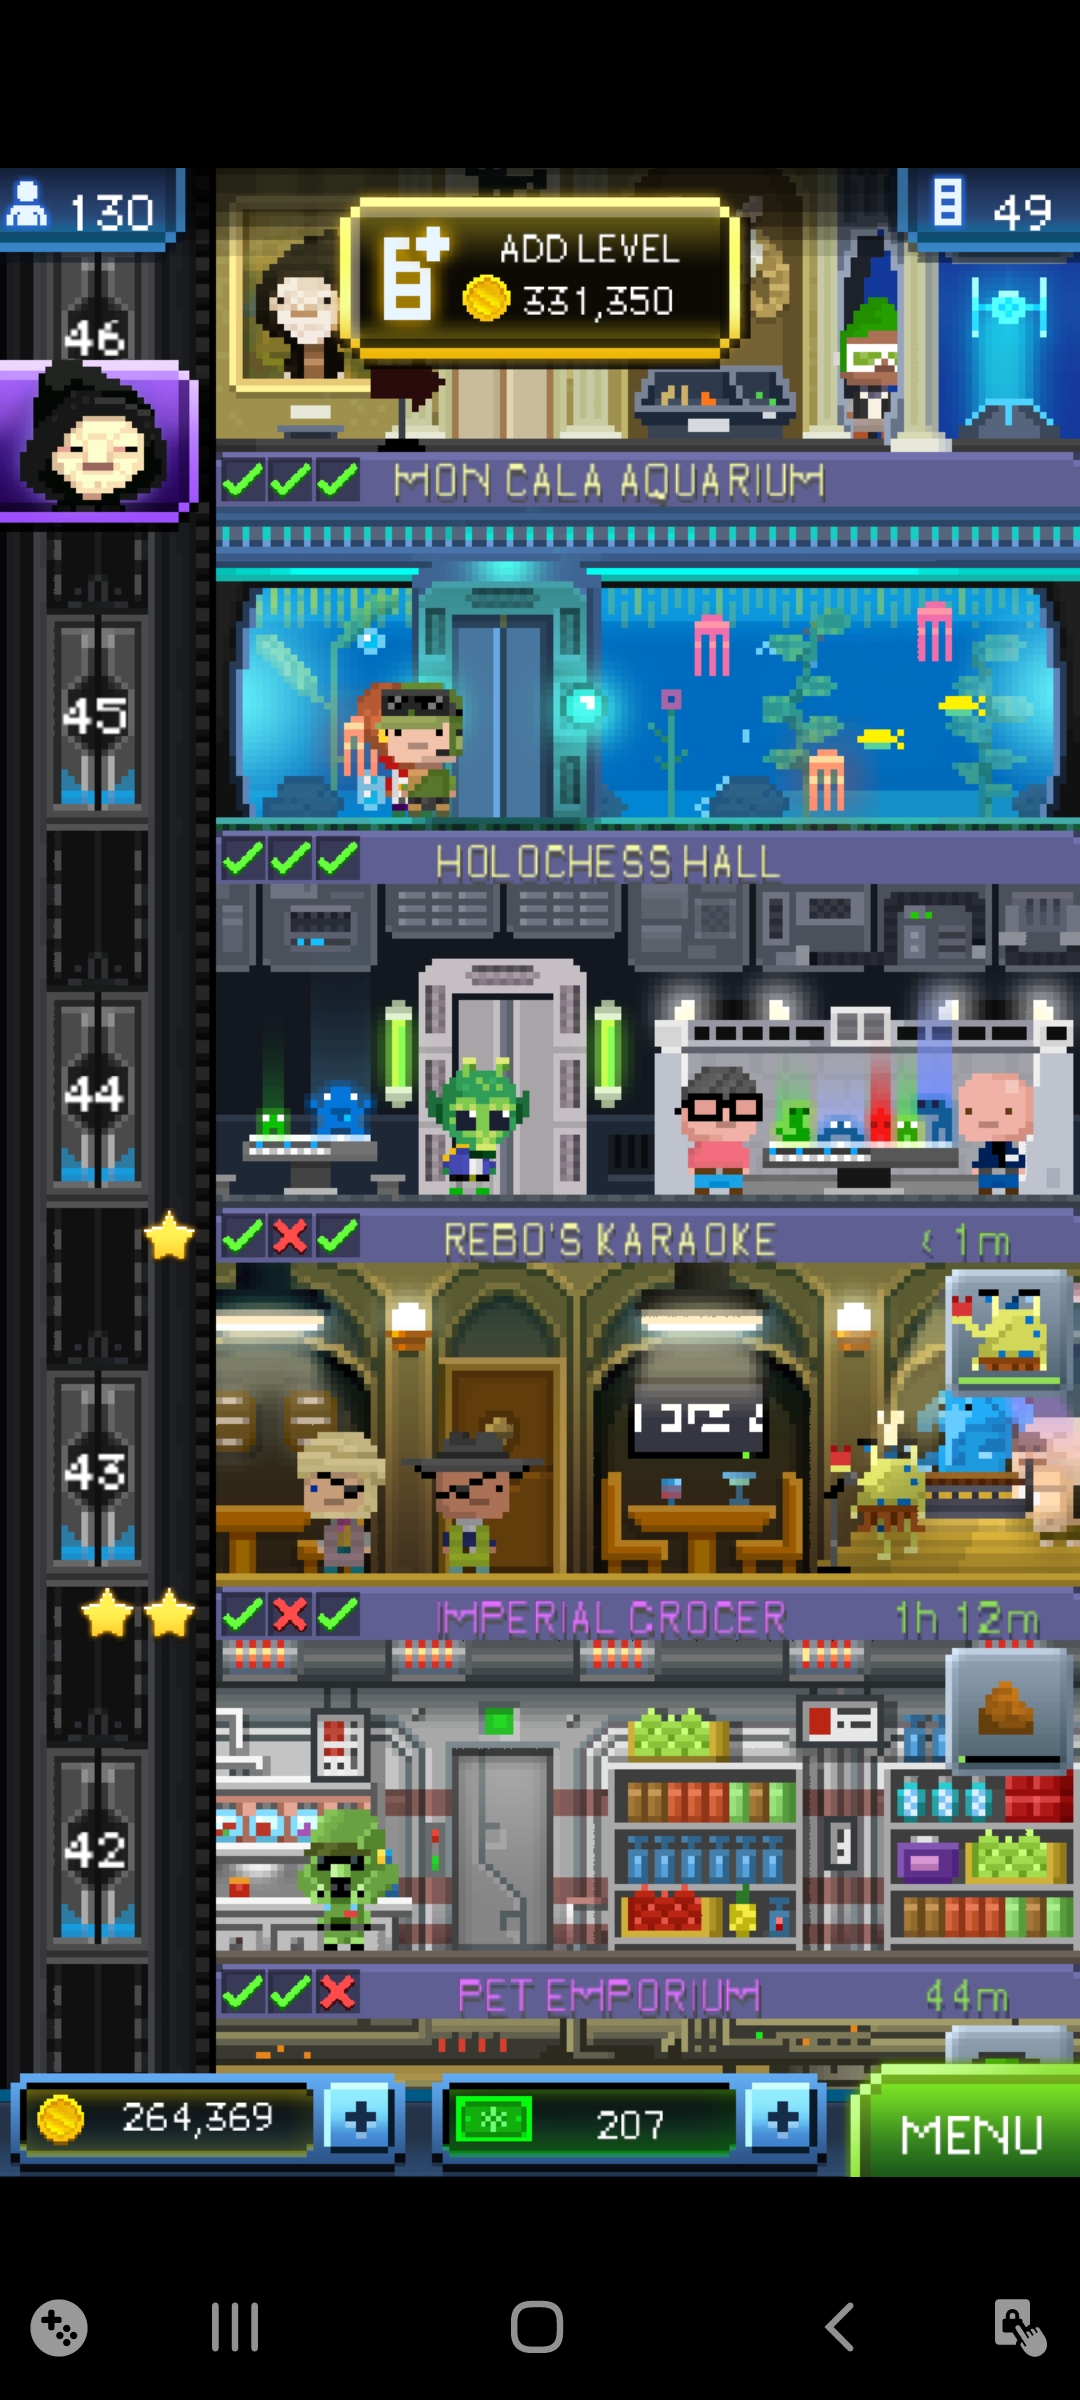 130
ADD LEVEL
331,350
49
46
MON CALA AQUARIUM
45
HOLOCHESS HALL
44
REBO'S KARAOKE
< 1m
43
IMPERIAL GROCER
1h 12m
42
PET EMPORIUM
44m
264,369
207
MENU